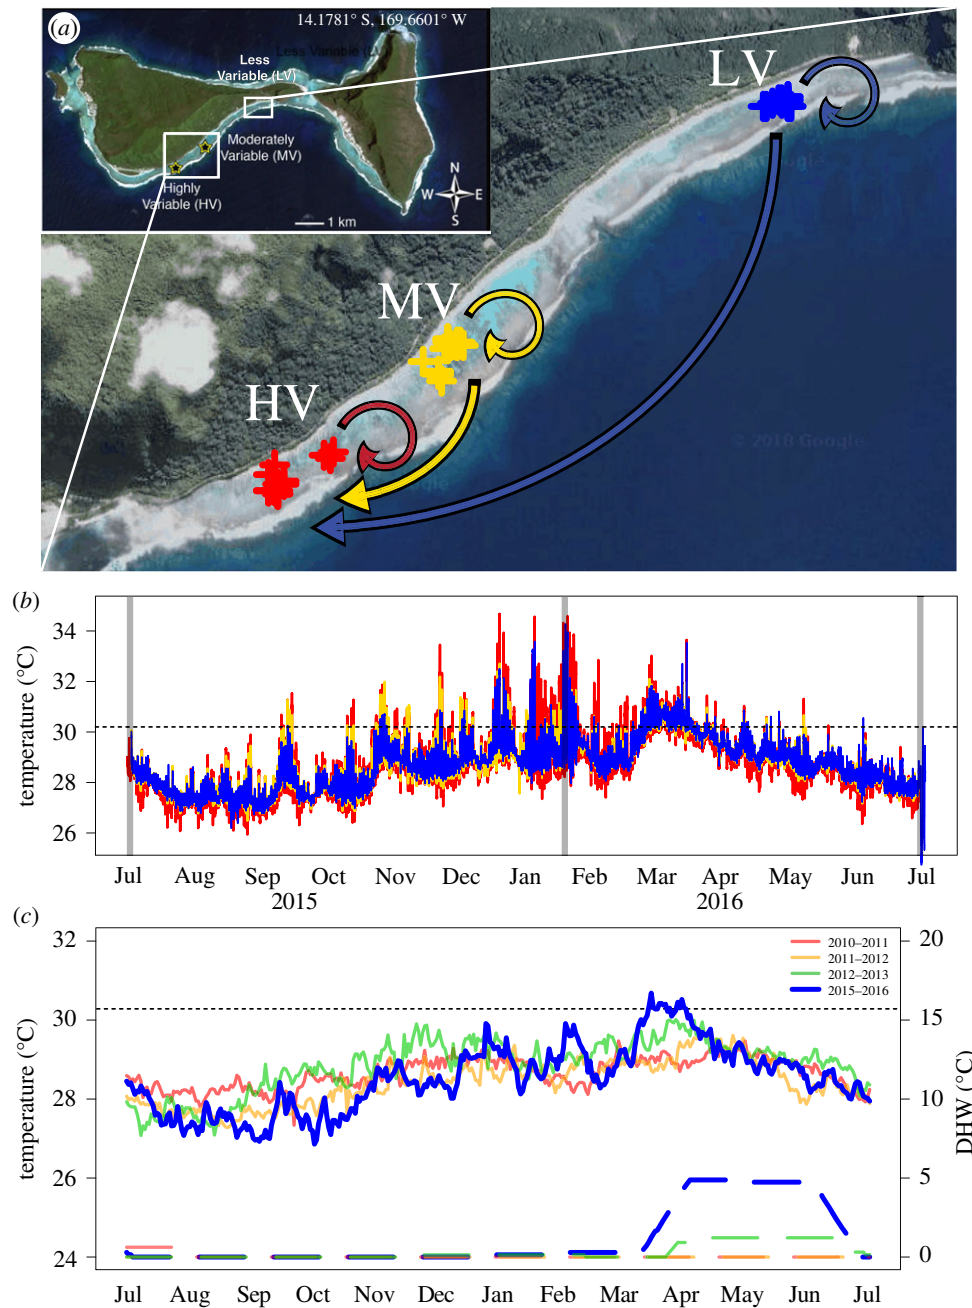 (a)
14.1781° S, 169.6601° W
Less Variable (L
Less
Variable (LV)
Moderately
Variable (MV)
Highly
Variable (HV)
N
W
E
S
1 km
LV
MV
HV
Google
© 2018 Google
(b)
temperature (°C)
34
32
30
28
26
Jul Aug Sep Oct Nov Dec Jan Feb Mar Apr May Jun Jul
2015 2016
(c)
temperature (°C)
32
30
28
26
24
2010–2011
2011–2012
2012–2013
2015–2016
20
15
10
5
0
DHW (°C)
Jul Aug Sep Oct Nov Dec Jan Feb Mar Apr May Jun Jul